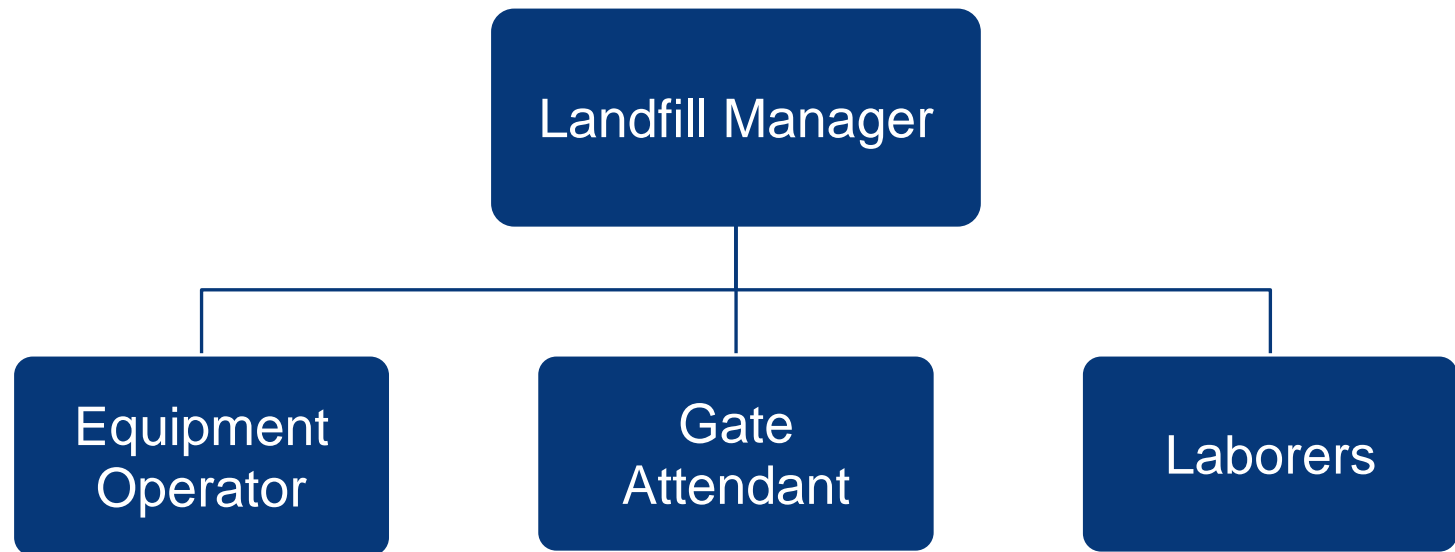 Landfill Manager
Equipment
Operator
Gate
Attendant
Laborers